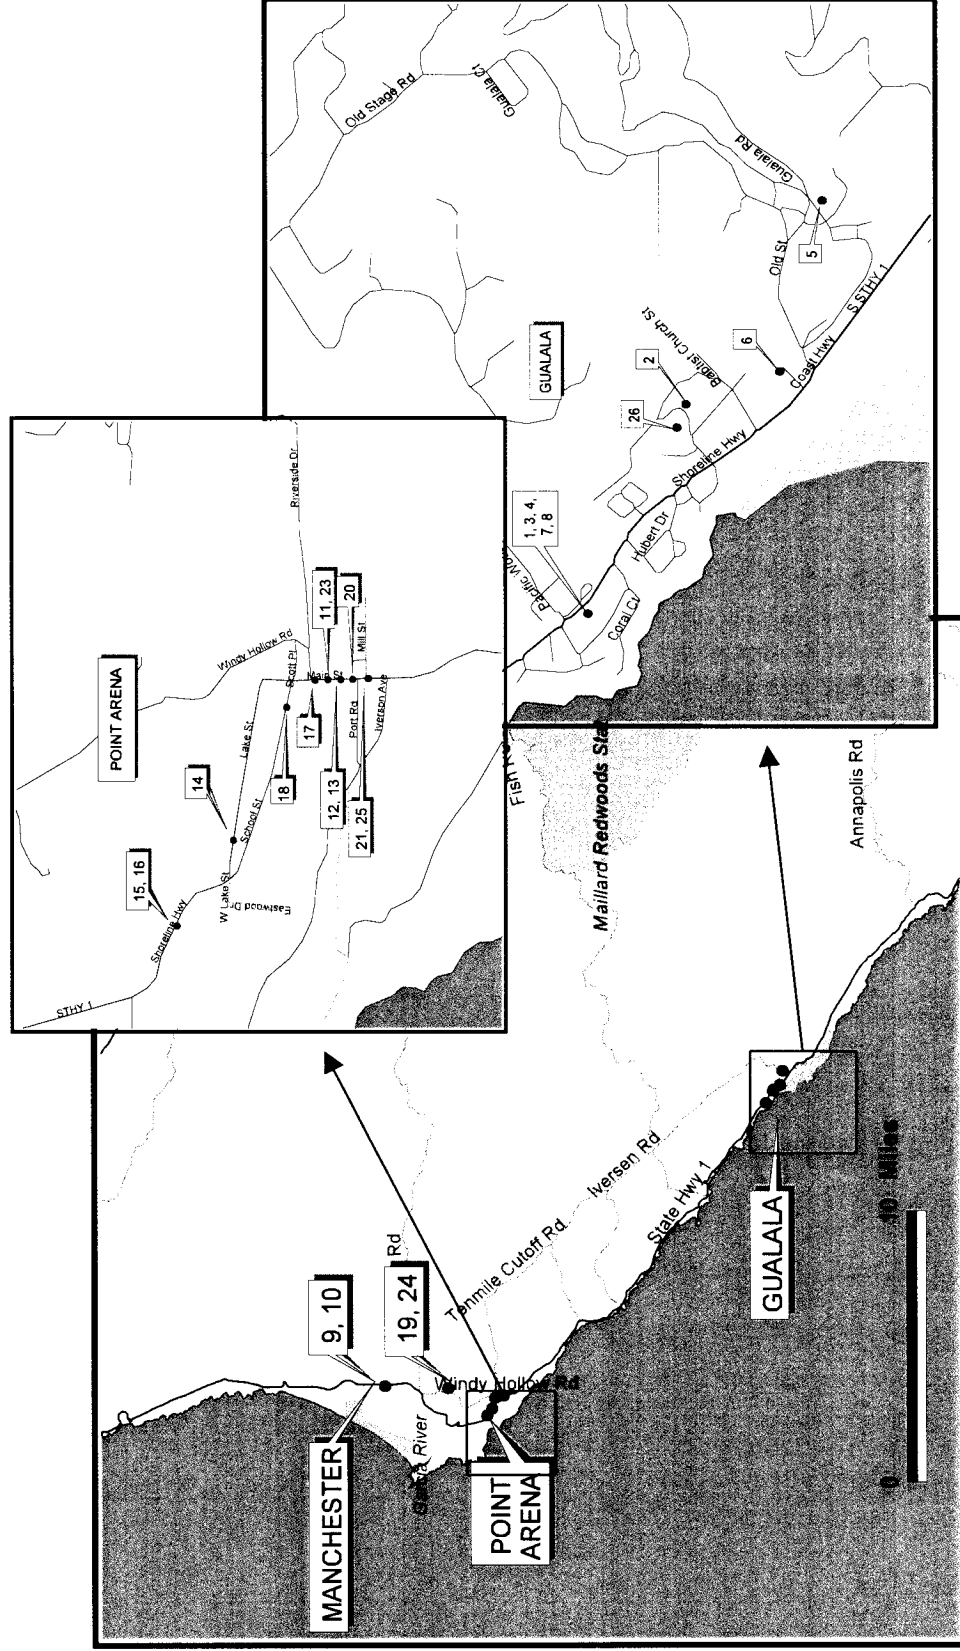 STHY 1
Shoreline Hwy
15, 16
W Lake St
Eastwood Dr
14
School St
Lake St
POINT ARENA
18
17
12, 13
21, 25
Windy Hollow Rd
Scott Pl
Main St
Port Rd
Iverson Ave
Mill St
11, 23
20
Riverside Dr
Old Stage Rd
Gualala Ct
Gualala Rd
5
Old St
S STHY 1
GUALALA
Baptist Church St
2
26
6
Coast Hwy
Shoreline Hwy
1, 3, 4,
7, 8
Hubert Dr
Coral Ct
Fish
Maillard Redwoods
Annapolis Rd
MANCHESTER
9, 10
19, 24
Rd
Garcia River
Windy Hollow Rd
POINT
ARENA
Tenmile Cutoff Rd
Iversen Rd
State Hwy 1
GUALALA
0 10 Miles